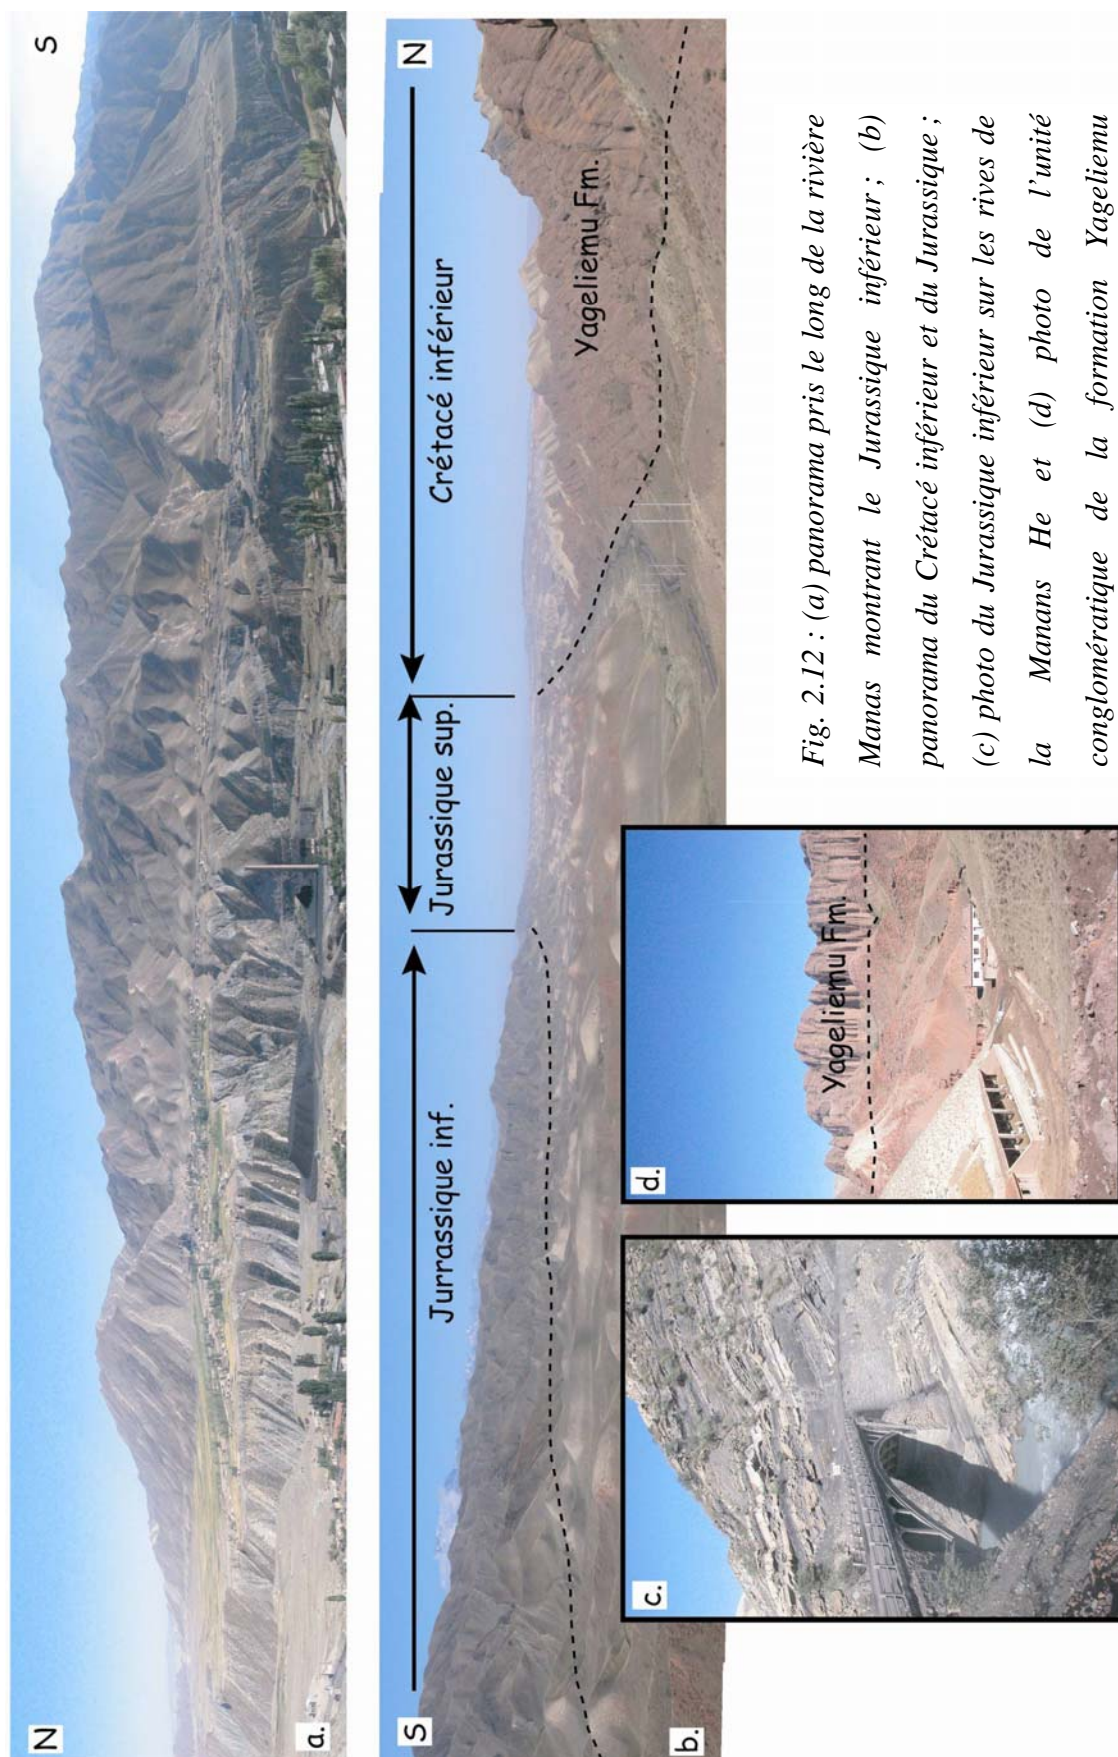 N
S
a.
S
N
Jurrassique inf.
Jurassique sup.
Crétacé inférieur
Yageliemu Fm.
b.
c.
d.
Yageliemu Fm.
Fig. 2.12 : (a) panorama pris le long de la rivière
Manas montrant le Jurassique inférieur ; (b)
panorama du Crétacé inférieur et du Jurassique ;
(c) photo du Jurassique inférieur sur les rives de
la Manans He et (d) photo de l'unité
conglomératique de la formation Yageliemu